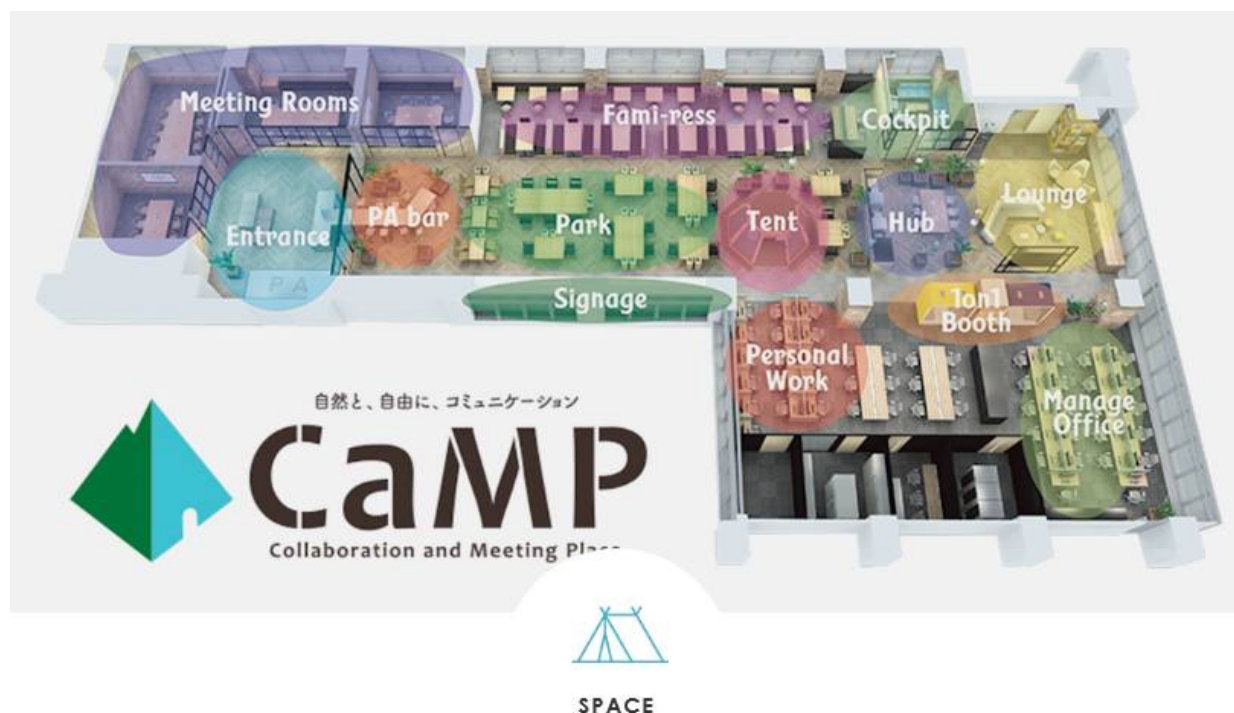 Meeting Rooms
Fami-ress
Cockpit
Entrance
PA bar
Park
Tent
Hub
Lounge
Signage
PA
1on1
Booth
Personal
Work
Manage
Office
自然と、自由に、コミュニケーション
CaMP
Collaboration and Meeting Place
SPACE